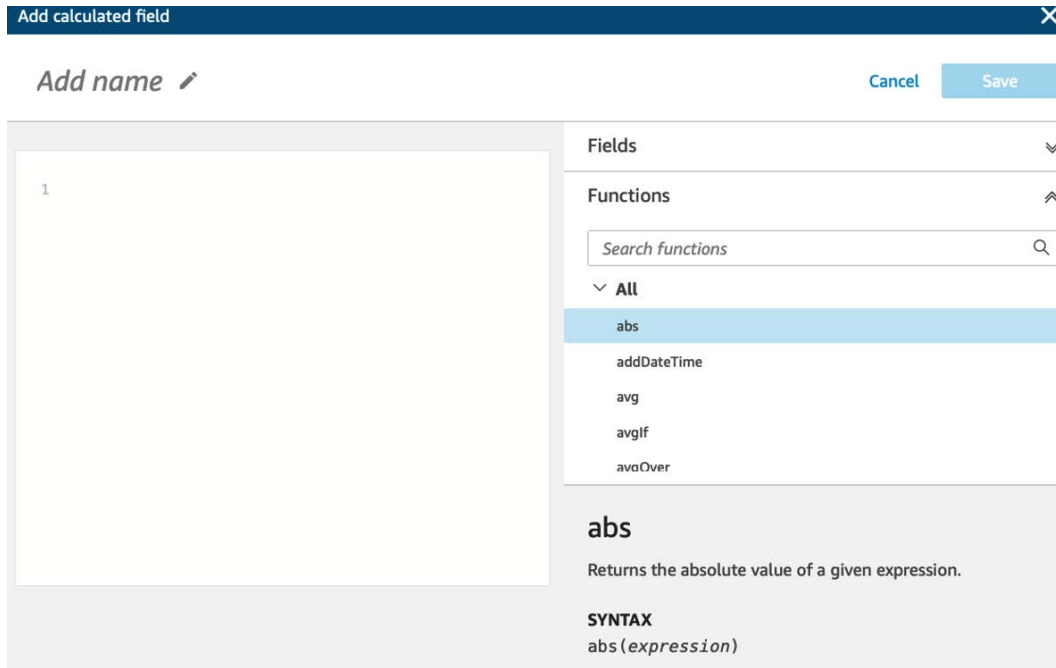 Add calculated field
Add name
Cancel
Save
1
Fields
Functions
Search functions
All
abs
addDateTime
avg
avgIf
avgOver
abs
Returns the absolute value of a given expression.
SYNTAX
abs(expression)